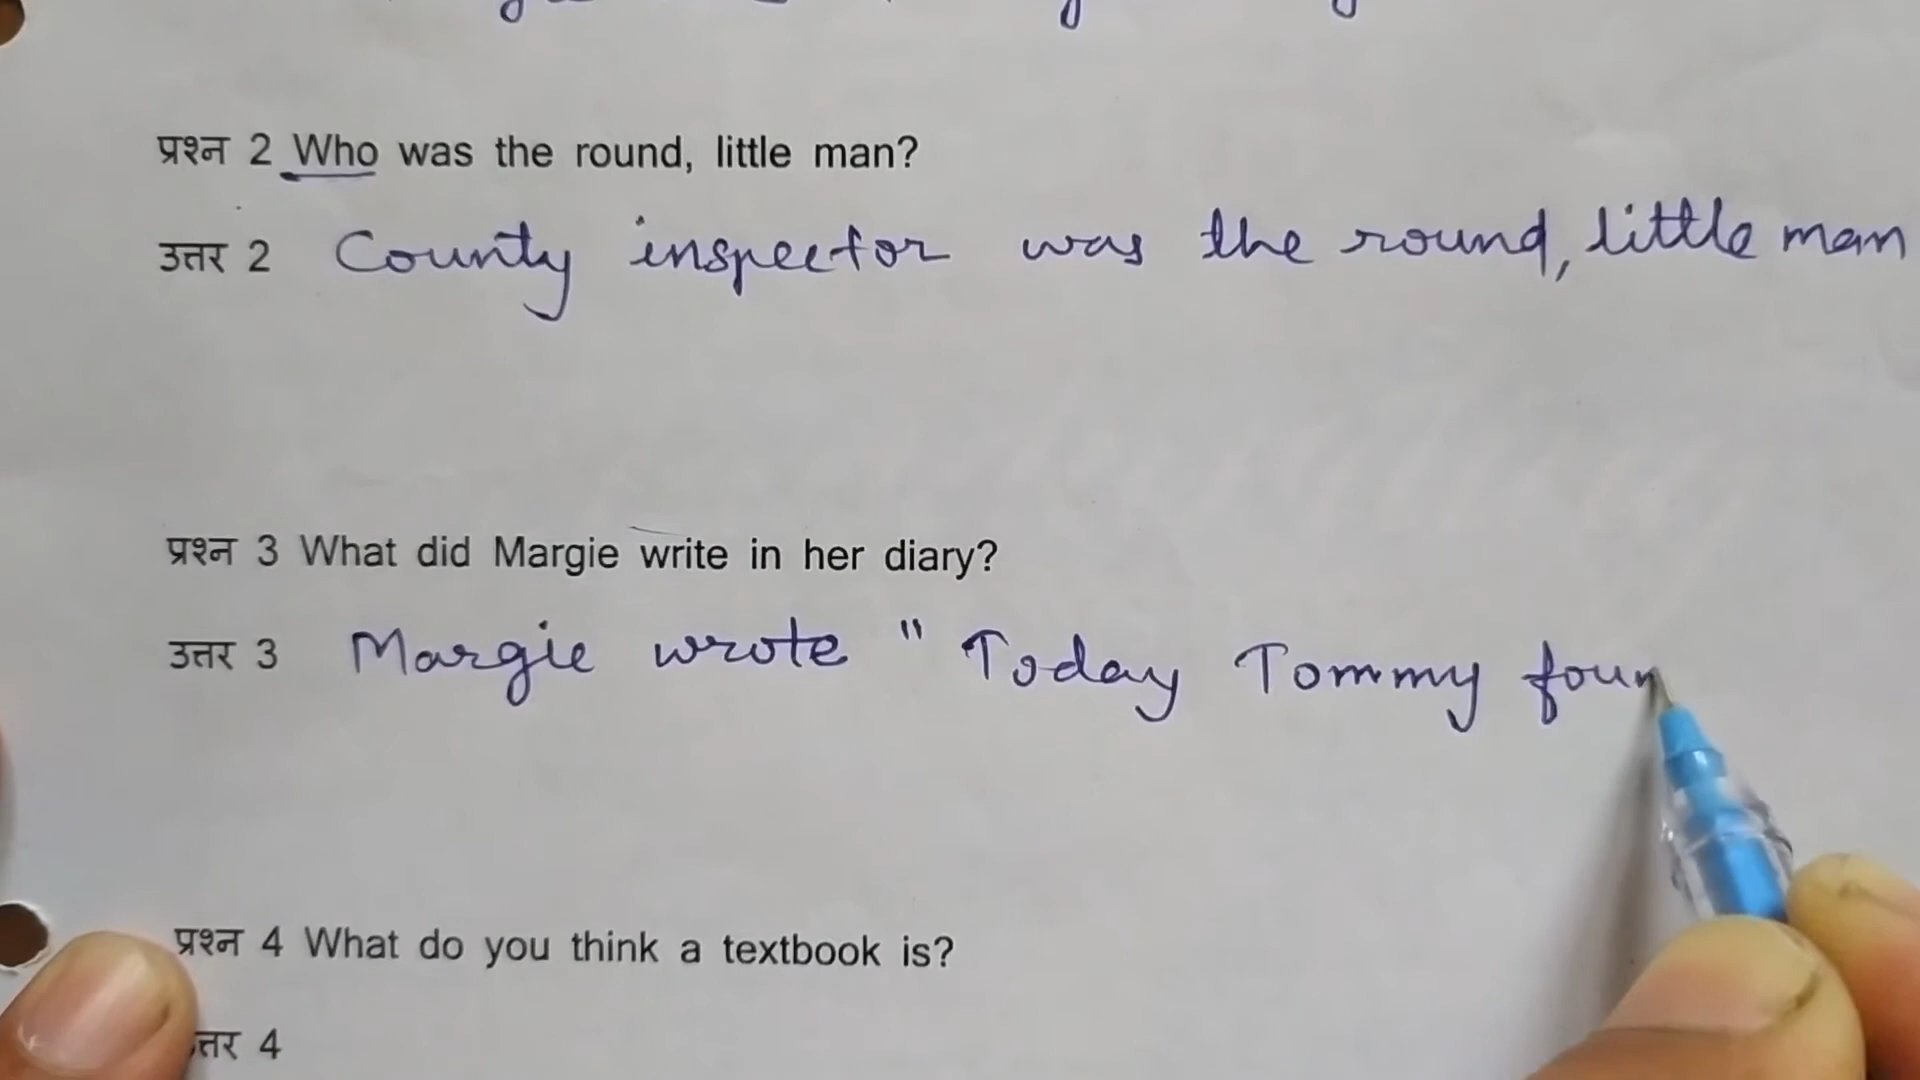 प्रश्न 2 Who was the round, little man?
उत्तर 2 County inspector was the round, little man
प्रश्न 3 What did Margie write in her diary?
उत्तर 3 Margie wrote " Today Tommy foun
प्रश्न 4 What do you think a textbook is?
त्तर 4